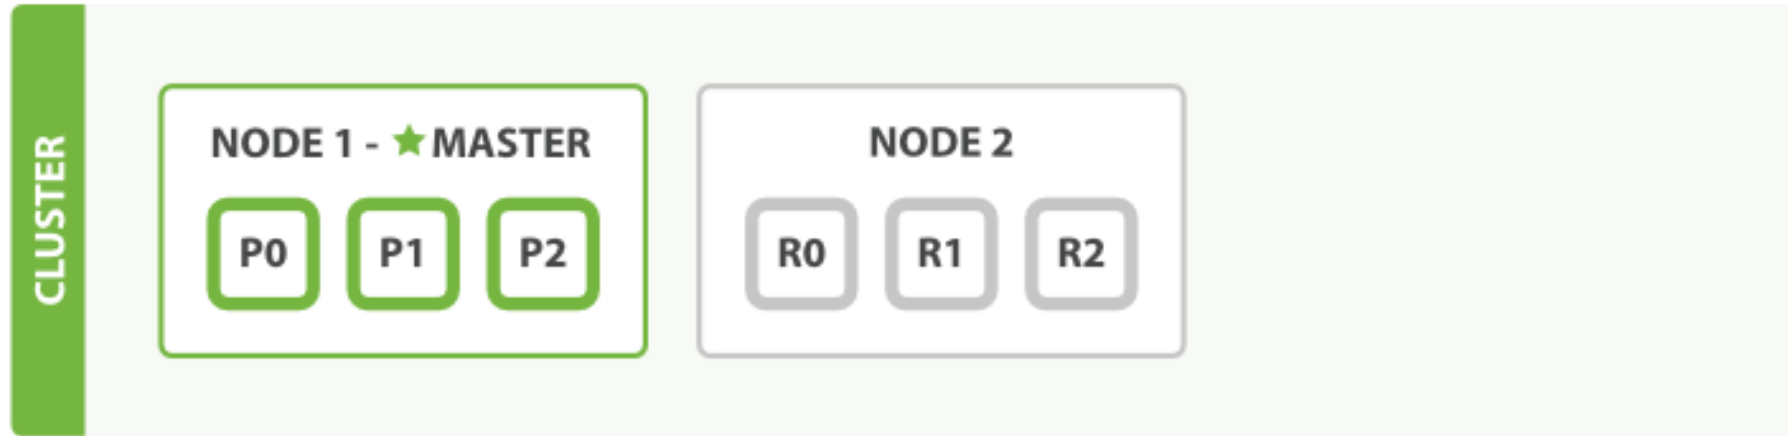 CLUSTER
NODE 1 - ★ MASTER
P0 P1 P2
NODE 2
R0 R1 R2